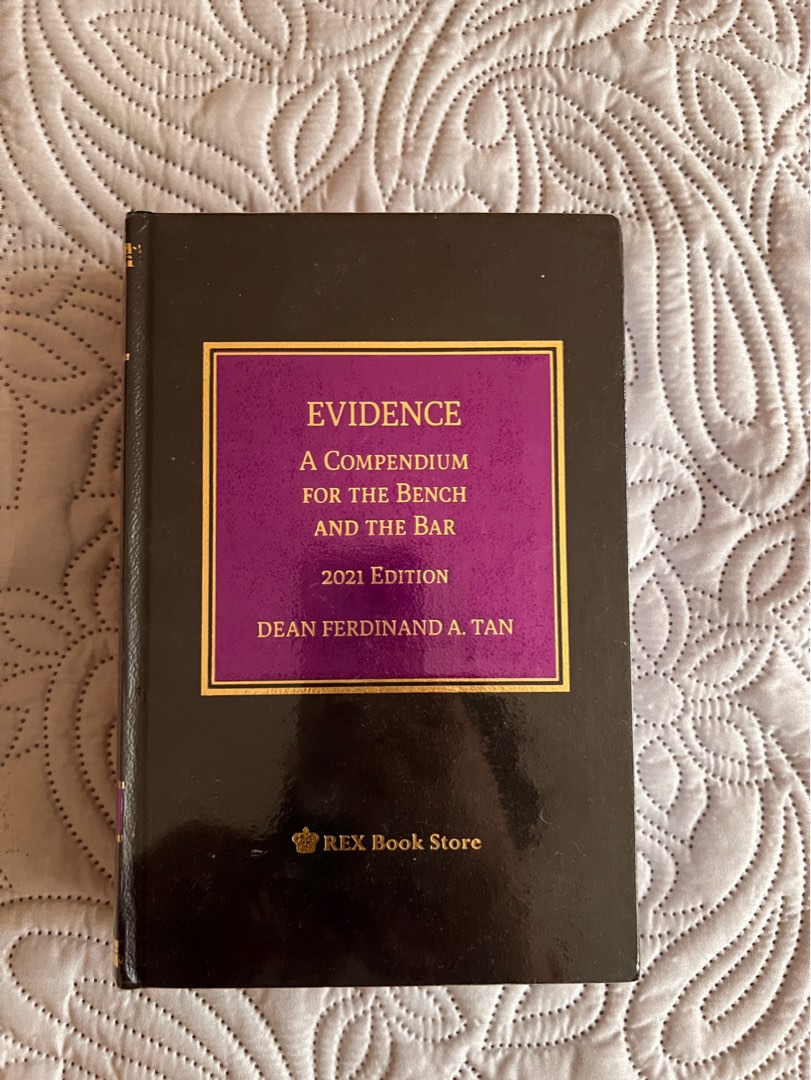 EVIDENCE
A COMPENDIUM
FOR THE BENCH
AND THE BAR
2021 EDITION
DEAN FERDINAND A. TAN
REX Book Store